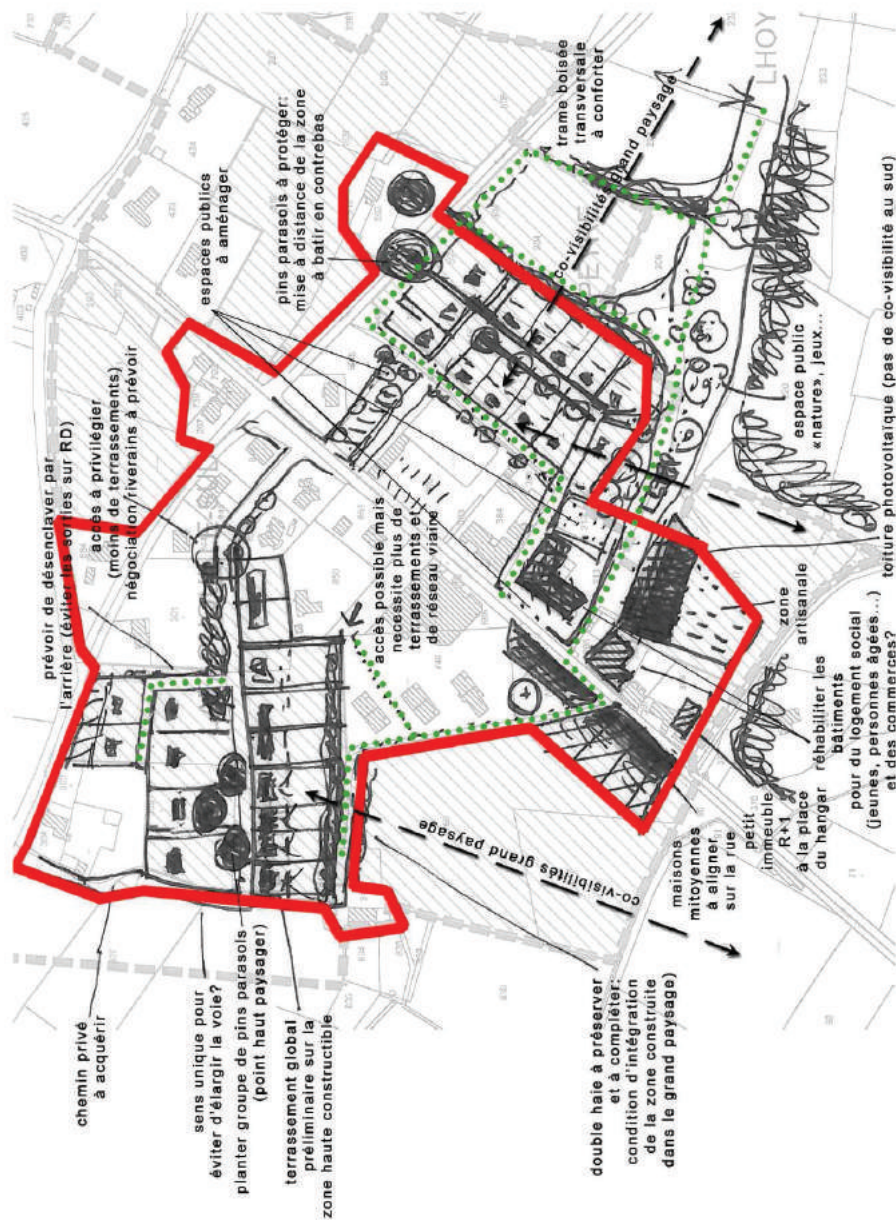 prévoir de désenclaver par
l'arrière (éviter les sorties sur RD)
accès à privilégier
(moins de terrassements)
négociation/riverains à prévoir
espaces publics
à aménager
pins parasols à protéger:
mise à distance de la zone
à batir en contrebas
trame boisée
transversale
à conforter
co-visibilité grand paysage
LHOY
chemin privé
à acquérir
sens unique pour
éviter d'élargir la voie?
planter groupe de pins parasols
(point haut paysager)
terrassement global
préliminaire sur la
zone haute constructible
accès possible mais
necessite plus de
terrassements et
de réseau viaire
co-visibilités grand paysage
double haie à préserver
et à compléter:
condition d'intégration
de la zone construite
dans le grand paysage)
maisons
mitoyennes
à aligner
sur la rue
petit
immeuble
R+1
à la place
du hangar
réhabiliter les
bâtiments
pour du logement social
(jeunes, personnes âgées...)
et des commerces?
zone
artisanale
toiture photovoltaïque (pas de co-visibilité au sud)
espace public
«nature», jeux...